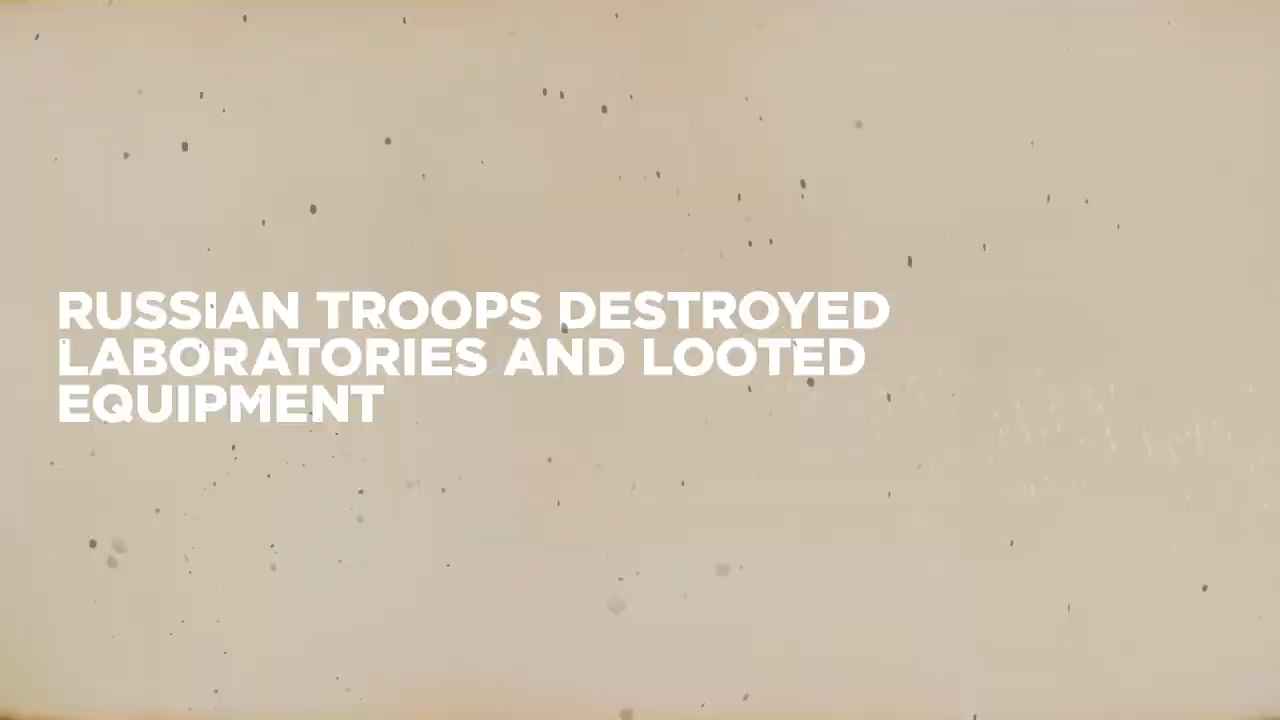 RUSSIAN TROOPS DESTROYED
LABORATORIES AND LOOTED
EQUIPMENT